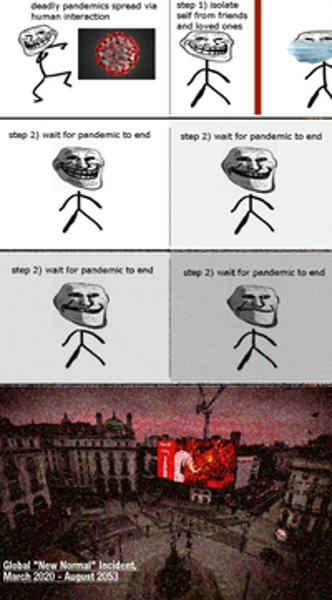 deadly pandemics spread via
human interaction
step 1) isolate
self from friends
and loved ones
step 2) wait for pandemic to end
step 2) wait for pandemic to end
step 2) wait for pandemic to end
step 2) wait for pandemic to end
Global "New Normal" Incident,
March 2020 - August 2053